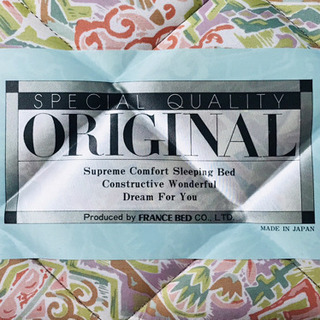 SPECIAL QUALITY
ORIGINAL
Supreme Comfort Sleeping Bed
Constructive Wonderful
Dream For You
Produced by FRANCE BED CO., LTD.
MADE IN JAPAN